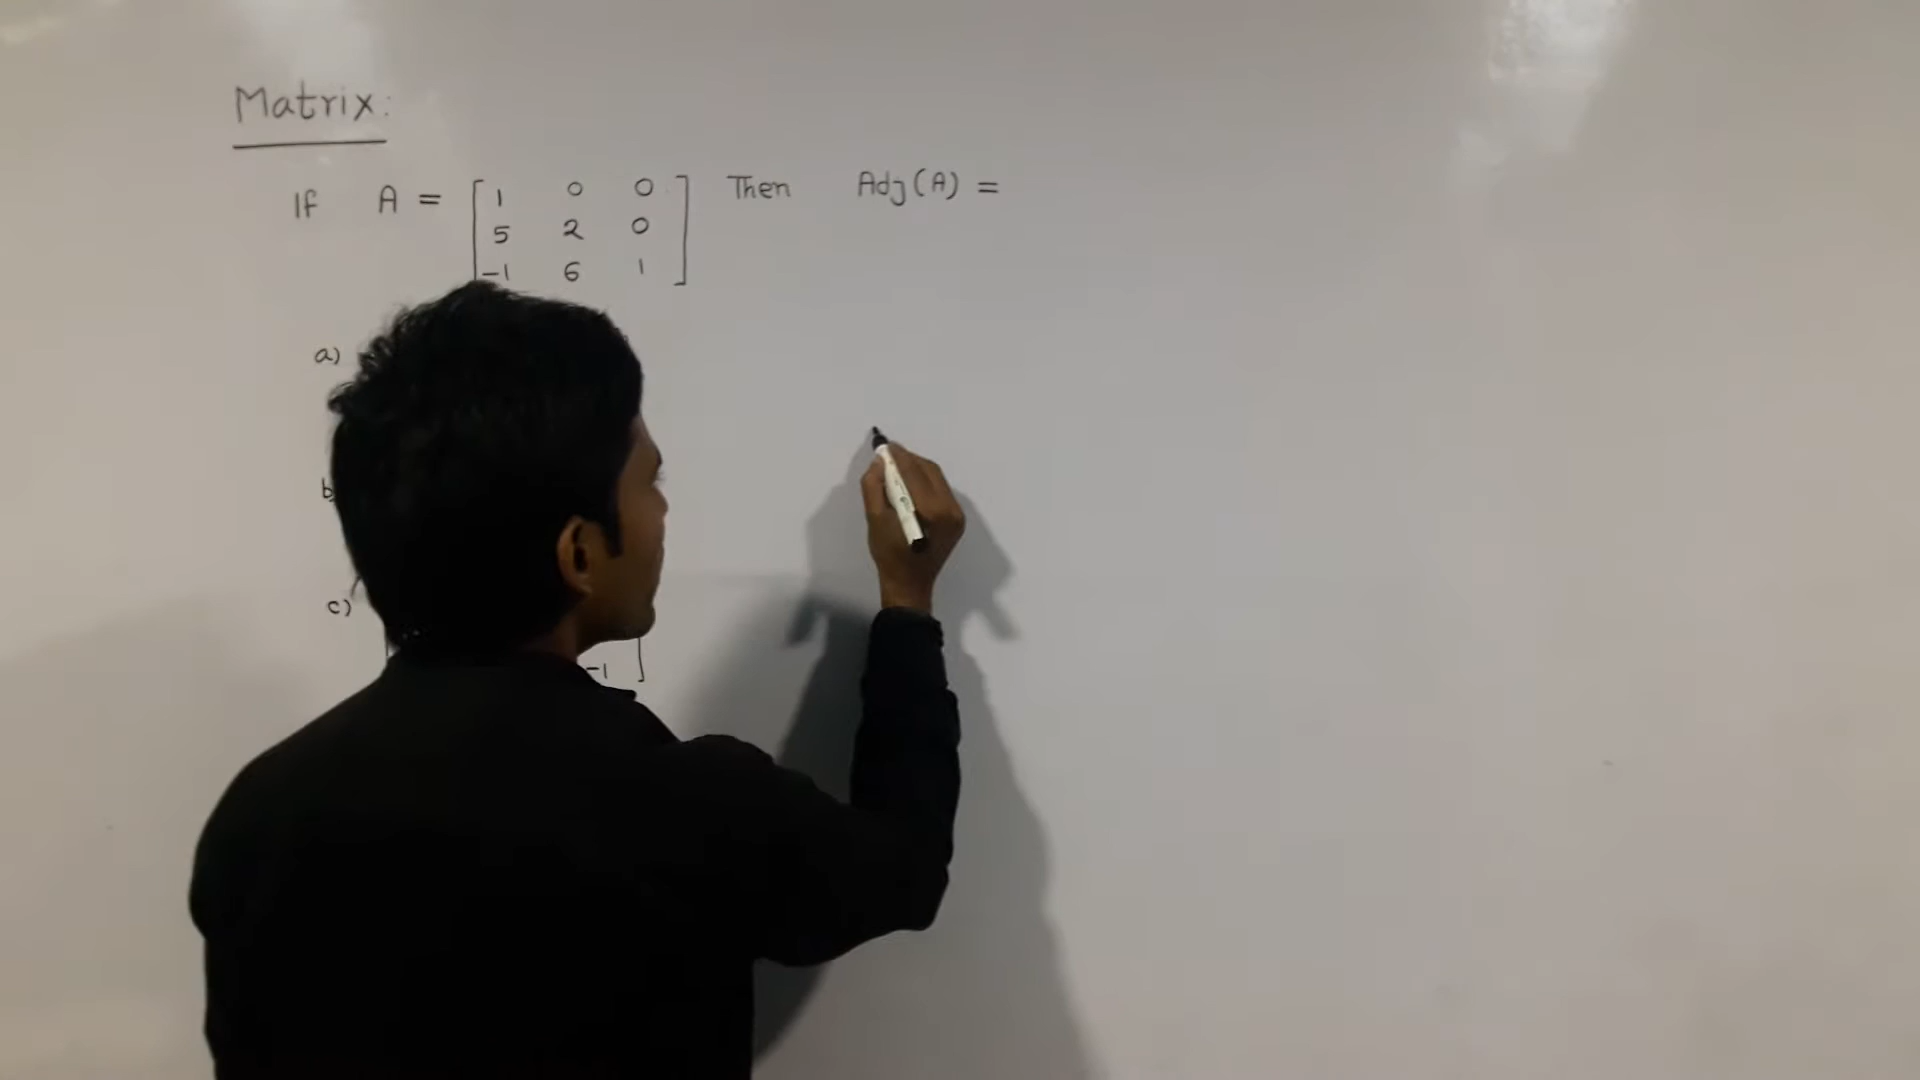 Matrix:
If A = [ 1 0 0 ] Then Adj(A) =
5 2 0
-1 6 1
a)
b)
c)
-1 ]